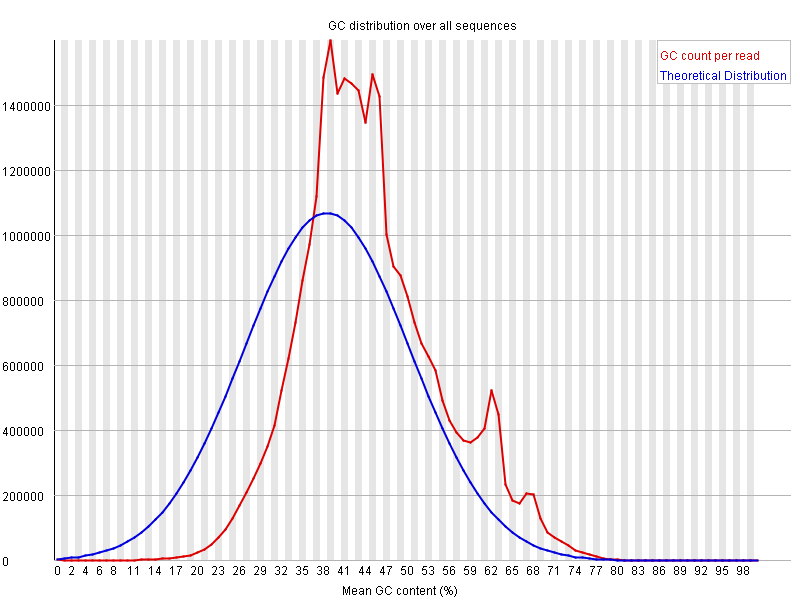 GC distribution over all sequences
GC count per read
Theoretical Distribution
1400000
1200000
1000000
800000
600000
400000
200000
0
0 2 4 6 8 11 14 17 20 23 26 29 32 35 38 41 44 47 50 53 56 59 62 65 68 71 74 77 80 83 86 89 92 95 98
Mean GC content (%)